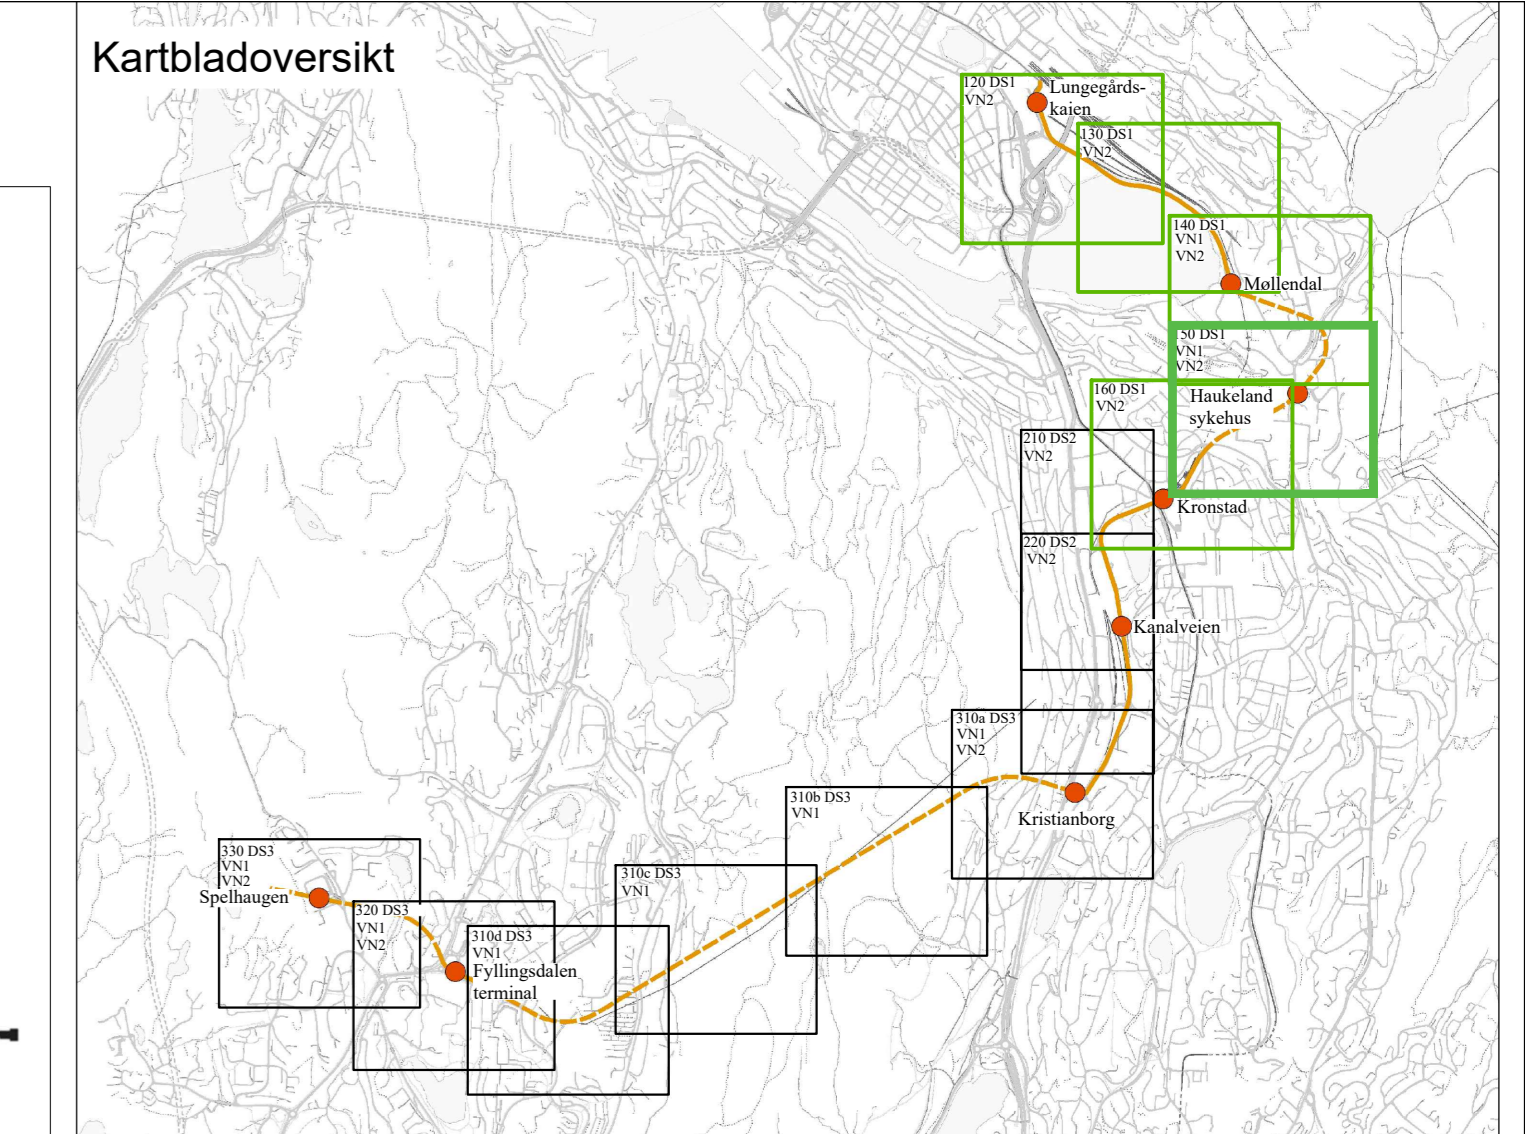 Kartbladoversikt
120 DS1
VN2
Lungegårds-
kaien
130 DS1
VN2
140 DS1
VN1
VN2
Møllendal
50 DS1
VN1
VN2
160 DS1
VN2
Haukeland
sykehus
210 DS2
VN2
Kronstad
220 DS2
VN2
Kanalveien
310a DS3
VN1
VN2
310b DS3
VN1
Kristianborg
330 DS3
VN1
VN2
Spelhaugen
310c DS3
VN1
320 DS3
VN1
VN2
310d DS3
VN1
Fyllingsdalen
terminal